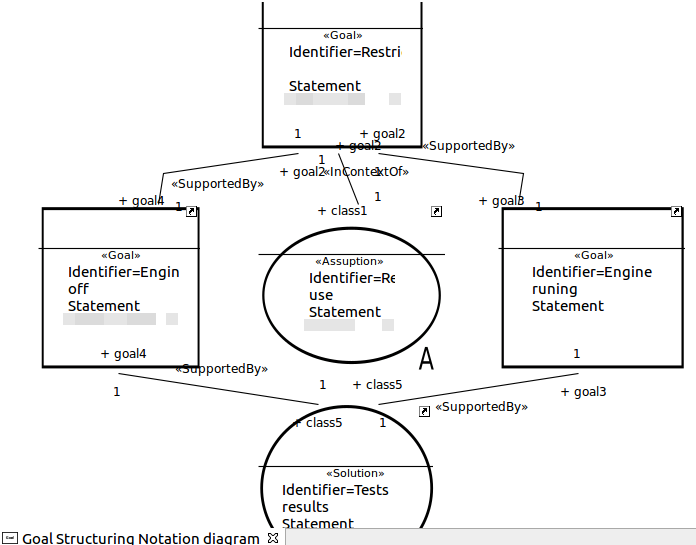 «Goal»
Identifier=Restri
Statement
1
+ goal2
+ goal2
«SupportedBy»
1
+ goal2
«InContextOf»
1
«SupportedBy»
1
+ goal4
1
+ class1
+ goal3
1
«Goal»
Identifier=Engin
off
Statement
«Assuption»
Identifier=Re
use
Statement
«Goal»
Identifier=Engine
runing
Statement
+ goal4
1
A
«SupportedBy»
1
+ class5
1
+ goal3
«SupportedBy»
+ class5
1
«Solution»
Identifier=Tests
results
Statement
Goal Structuring Notation diagram